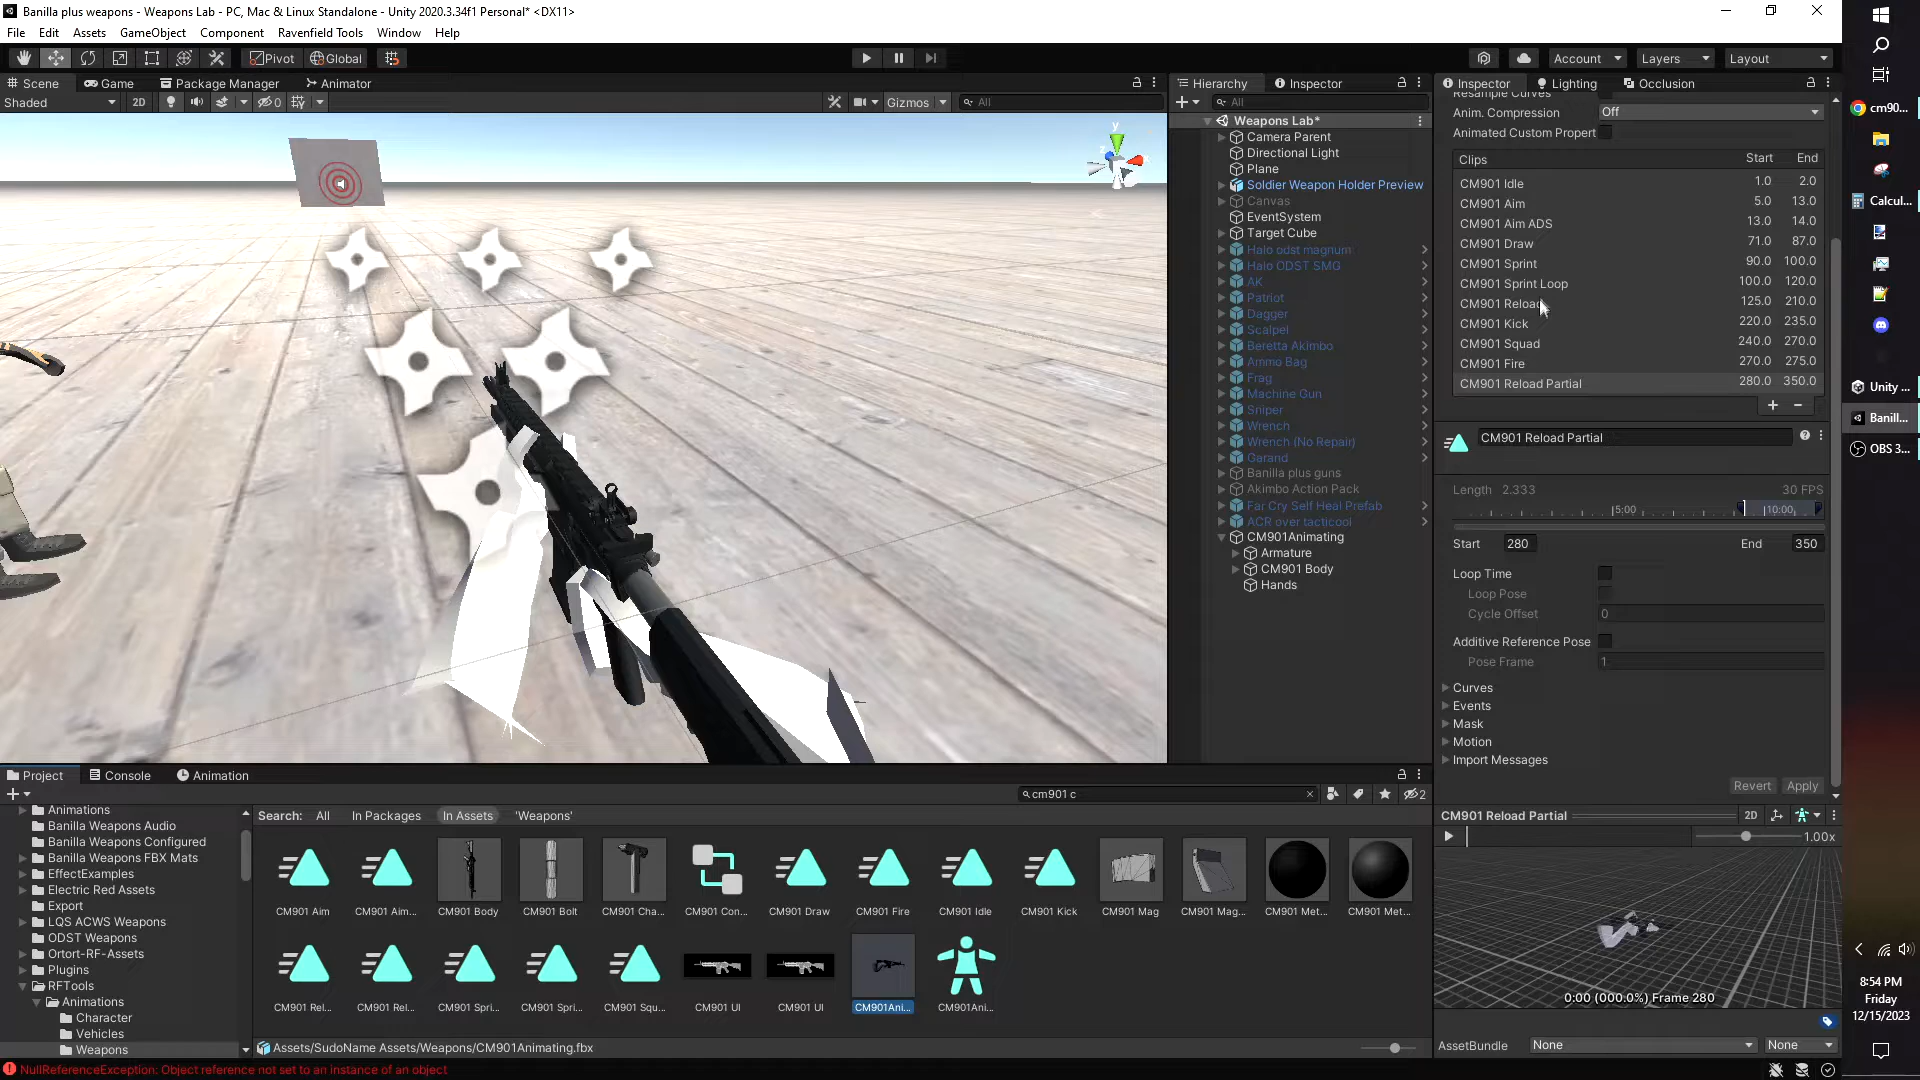 Banilla plus weapons - Weapons Lab - PC, Mac & Linux Standalone - Unity 2020.3.34f1 Personal* <DX11>
File Edit Assets GameObject Component Ravenfield Tools Window Help
Pivot Global Account Layers Layout
Scene Game Package Manager Animator
Shaded 2D 0 Gizmos All
y
Hierarchy Inspector
All
Weapons Lab*
Camera Parent
Directional Light
Plane
Soldier Weapon Holder Preview
Canvas
EventSystem
Target Cube
Halo odst magnum
Halo ODST SMG
AK
Patriot
Dagger
Scalpel
Beretta Akimbo
Ammo Bag
Frag
Machine Gun
Sniper
Wrench
Wrench (No Repair)
Garand
Banilla plus guns
Akimbo Action Pack
Far Cry Self Heal Prefab
ACR over tacticool
CM901Animating
Armature
CM901 Body
Hands
Inspector Lighting Occlusion
Resample Curves
Anim. Compression Off
Animated Custom Propert
Clips Start End
CM901 Idle 1.0 2.0
CM901 Aim 5.0 13.0
CM901 Aim ADS 13.0 14.0
CM901 Draw 71.0 87.0
CM901 Sprint 90.0 100.0
CM901 Sprint Loop 100.0 120.0
CM901 Reload 125.0 210.0
CM901 Kick 220.0 235.0
CM901 Squad 240.0 270.0
CM901 Fire 270.0 275.0
CM901 Reload Partial 280.0 350.0
CM901 Reload Partial
Length 2.333 30 FPS
5:00 10:00
Start 280 End 350
Loop Time
Loop Pose
Cycle Offset 0
Additive Reference Pose
Pose Frame 1
Curves
Events
Mask
Motion
Import Messages
Revert Apply
CM901 Reload Partial 2D
1.00x
0:00 (000.0%) Frame 280
AssetBundle None None
Project Console Animation
cm901 c 2
Animations
Banilla Weapons Audio
Banilla Weapons Configured
Banilla Weapons FBX Mats
EffectExamples
Electric Red Assets
Export
LQS ACWS Weapons
ODST Weapons
Ortort-RF-Assets
Plugins
RFTools
Animations
Character
Vehicles
Weapons
Search: All In Packages In Assets 'Weapons'
CM901 Aim CM901 Aim... CM901 Body CM901 Bolt CM901 Cha... CM901 Con... CM901 Draw CM901 Fire CM901 Idle CM901 Kick CM901 Mag CM901 Mag... CM901 Met... CM901 Met...
CM901 Rel... CM901 Rel... CM901 Spri... CM901 Spri... CM901 Squ... CM901 UI CM901 UI CM901Ani... CM901Ani...
Assets/SudoName Assets/Weapons/CM901Animating.fbx
NullReferenceException: Object reference not set to an instance of an object
cm90...
Calcul...
Unity ...
Banill...
OBS 3...
8:54 PM
Friday
12/15/2023